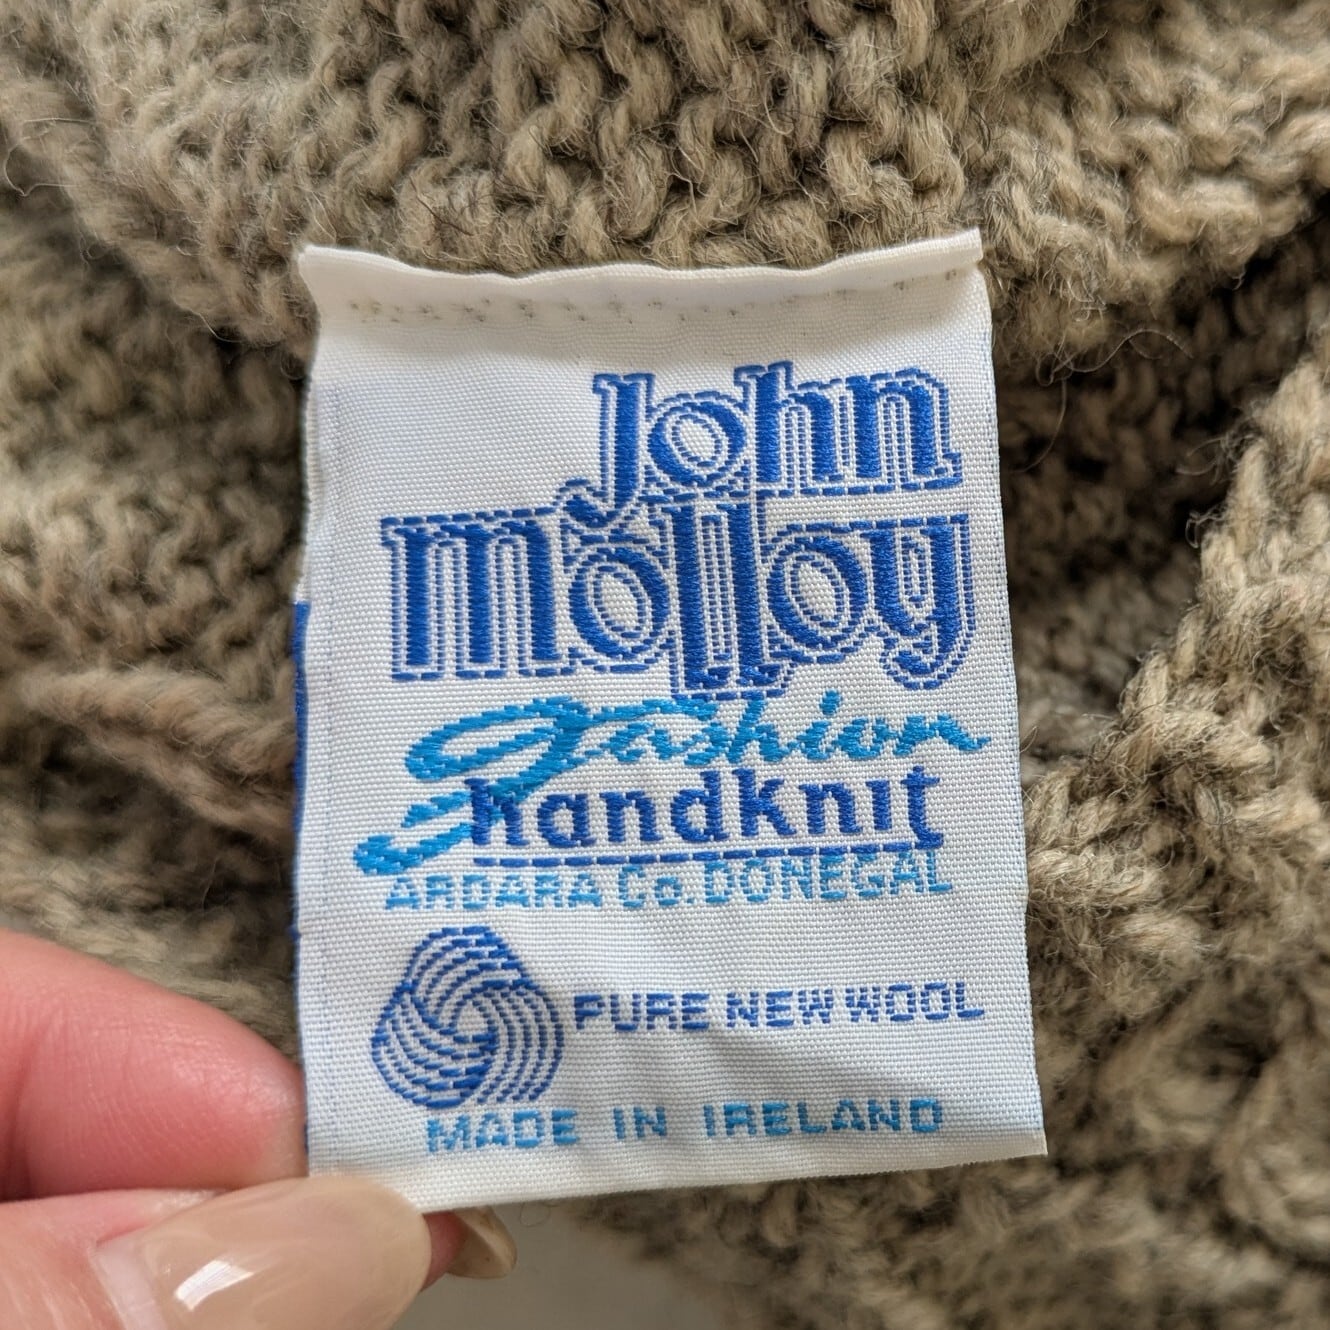 John
Molloy
fashion
handknit
ARDARA Co. DONEGAL
PURE NEW WOOL
MADE IN IRELAND